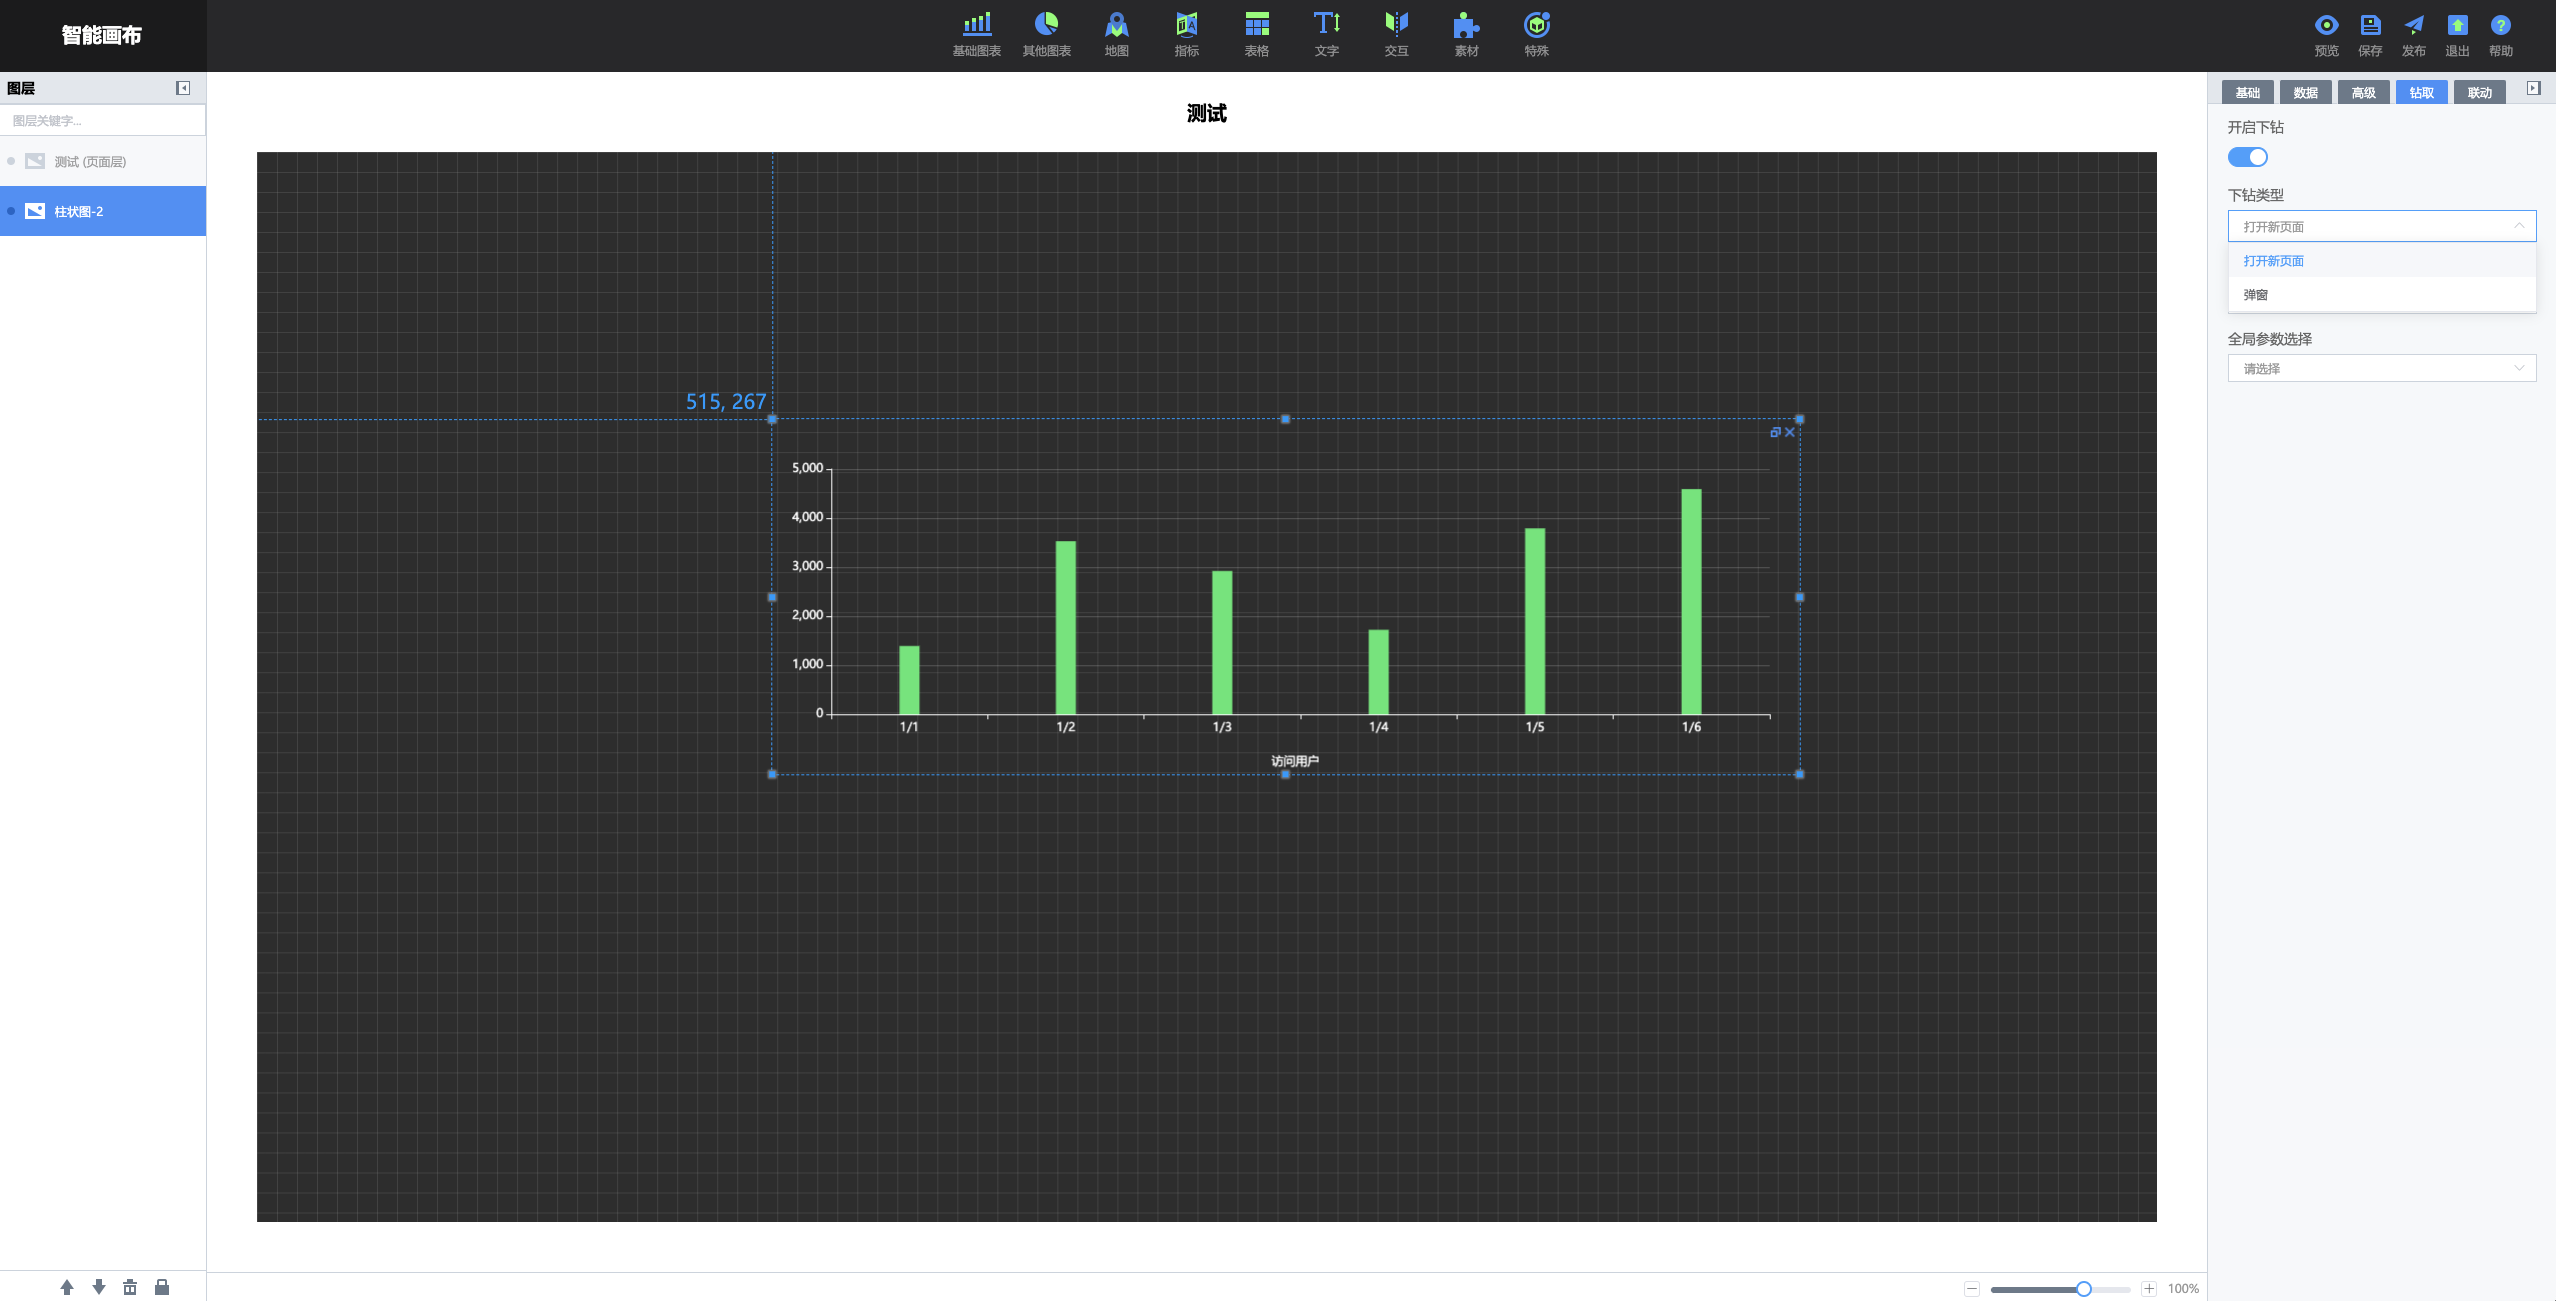 智能画布
基础图表
其他图表
地图
指标
表格
文字
交互
素材
特殊
预览
保存
发布
退出
帮助
图层
图层关键字...
测试 (页面层)
柱状图-2
测试
515, 267
5,000
4,000
3,000
2,000
1,000
0
1/1
1/2
1/3
1/4
1/5
1/6
访问用户
基础
数据
高级
钻取
联动
开启下钻
下钻类型
打开新页面
打开新页面
弹窗
全局参数选择
请选择
100%